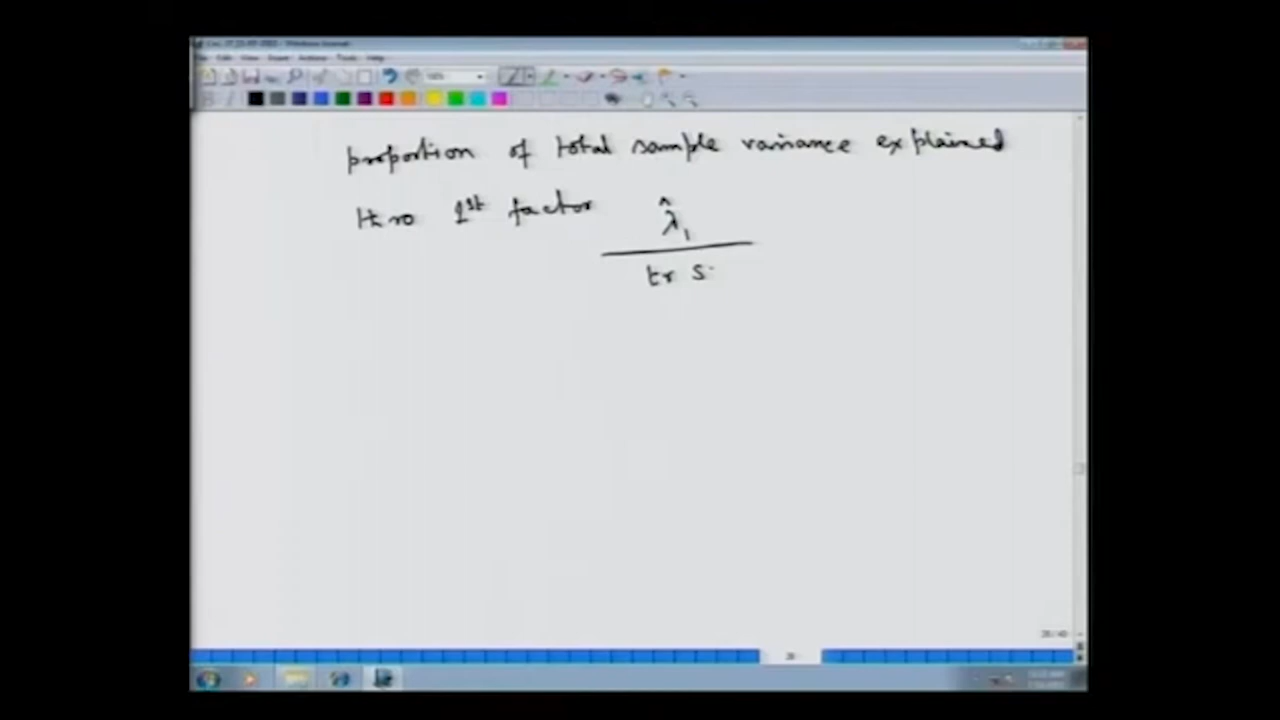 proportion of total sample variance explained
thro 1st factor
λ̂₁
tr S